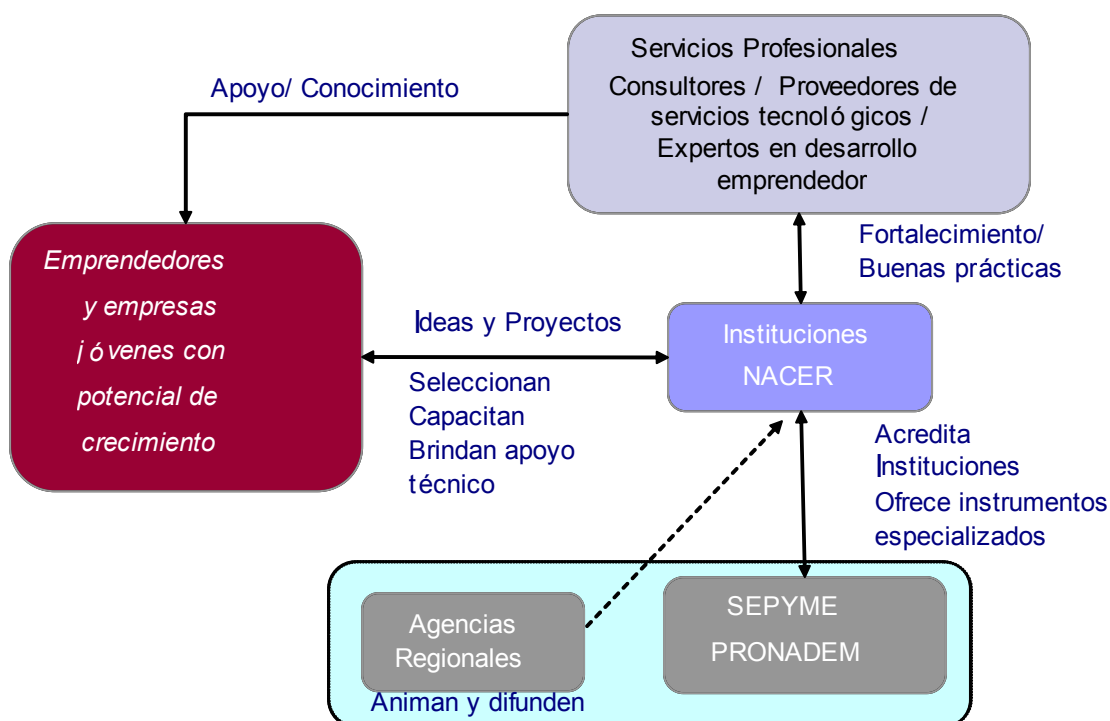 Servicios Profesionales
Consultores / Proveedores de
servicios tecnoló gicos /
Expertos en desarrollo
emprendedor
Apoyo/ Conocimiento
Emprendedores
y empresas
j ó venes con
potencial de
crecimiento
Fortalecimiento/
Buenas prácticas
Ideas y Proyectos
Instituciones
NACER
Seleccionan
Capacitan
Brindan apoyo
técnico
Acredita
Instituciones
Ofrece instrumentos
especializados
Agencias
Regionales
SEPYME
PRONADEM
Animan y difunden